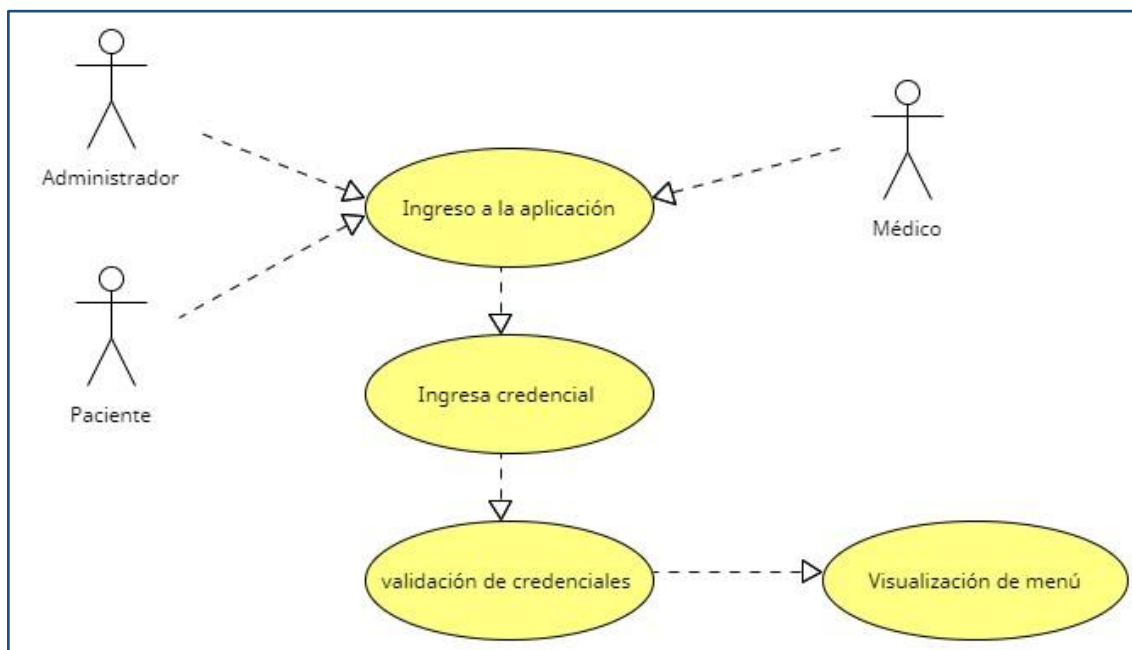 Administrador
Ingreso a la aplicación
Médico
Paciente
Ingresa credencial
validación de credenciales
Visualización de menú